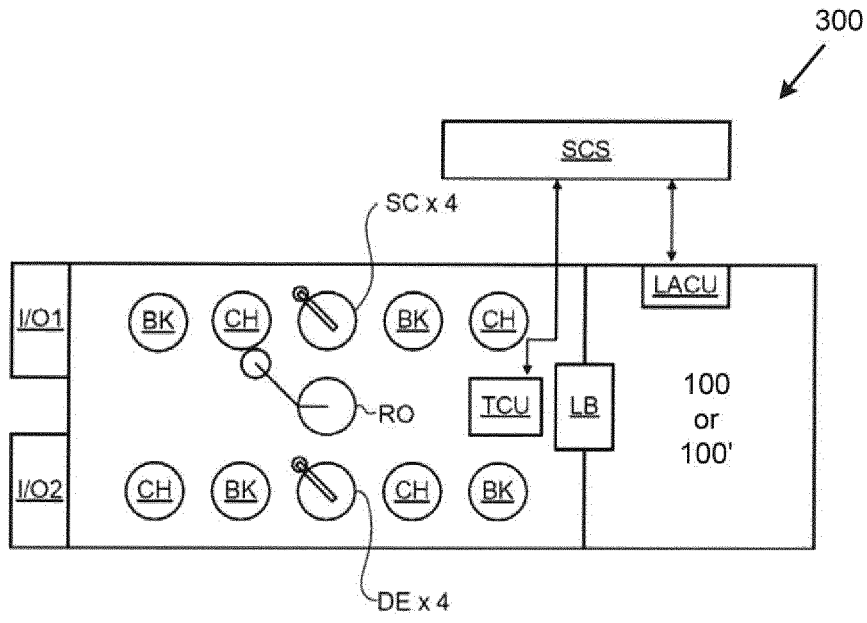 300
SCS
SC x 4
LACU
I/O1
BK
CH
BK
CH
RO
TCU
LB
100
or
100'
I/O2
CH
BK
CH
BK
DE x 4